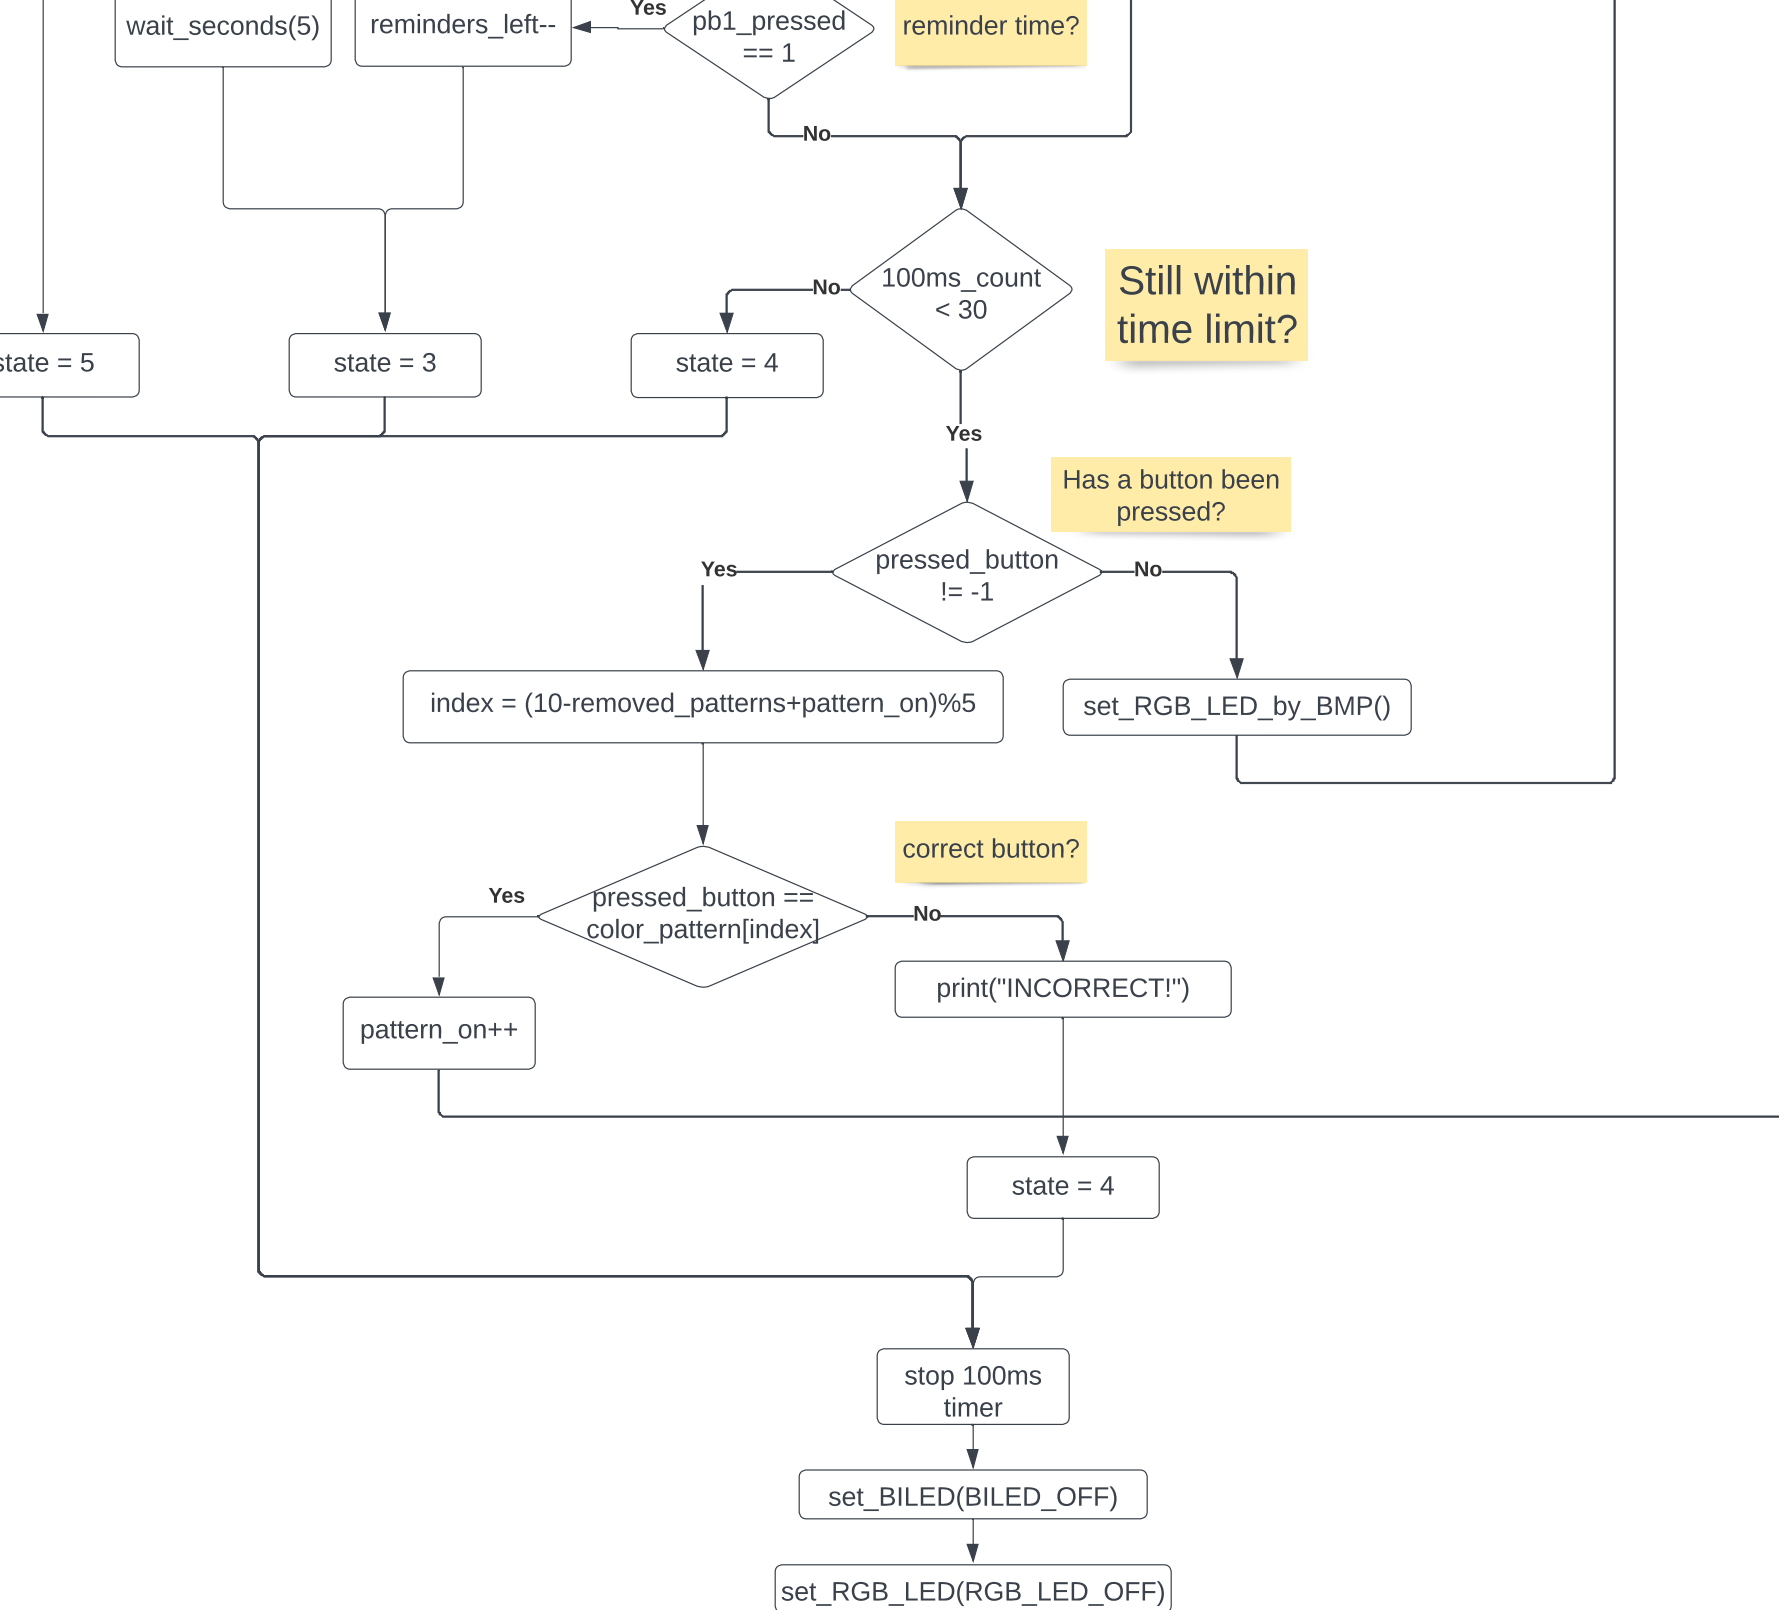 Yes
wait_seconds(5)
reminders_left--
pb1_pressed
== 1
reminder time?
No
100ms_count
< 30
Still within
time limit?
No
state = 5
state = 3
state = 4
Yes
Has a button been
pressed?
pressed_button
!= -1
Yes
No
index = (10-removed_patterns+pattern_on)%5
set_RGB_LED_by_BMP()
correct button?
Yes
pressed_button ==
color_pattern[index]
No
print("INCORRECT!")
pattern_on++
state = 4
stop 100ms
timer
set_BILED(BILED_OFF)
set_RGB_LED(RGB_LED_OFF)